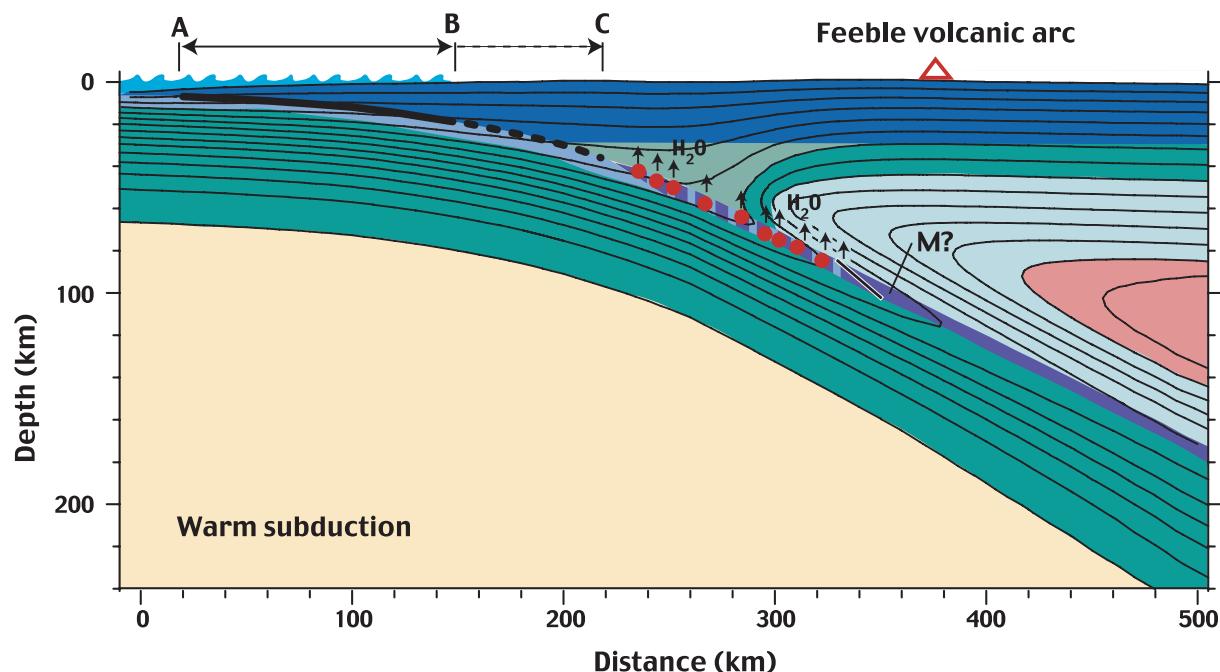 A
B
C
Feeble volcanic arc
0
H2O
H2O
M?
100
200
Depth (km)
Warm subduction
0
100
200
300
400
500
Distance (km)